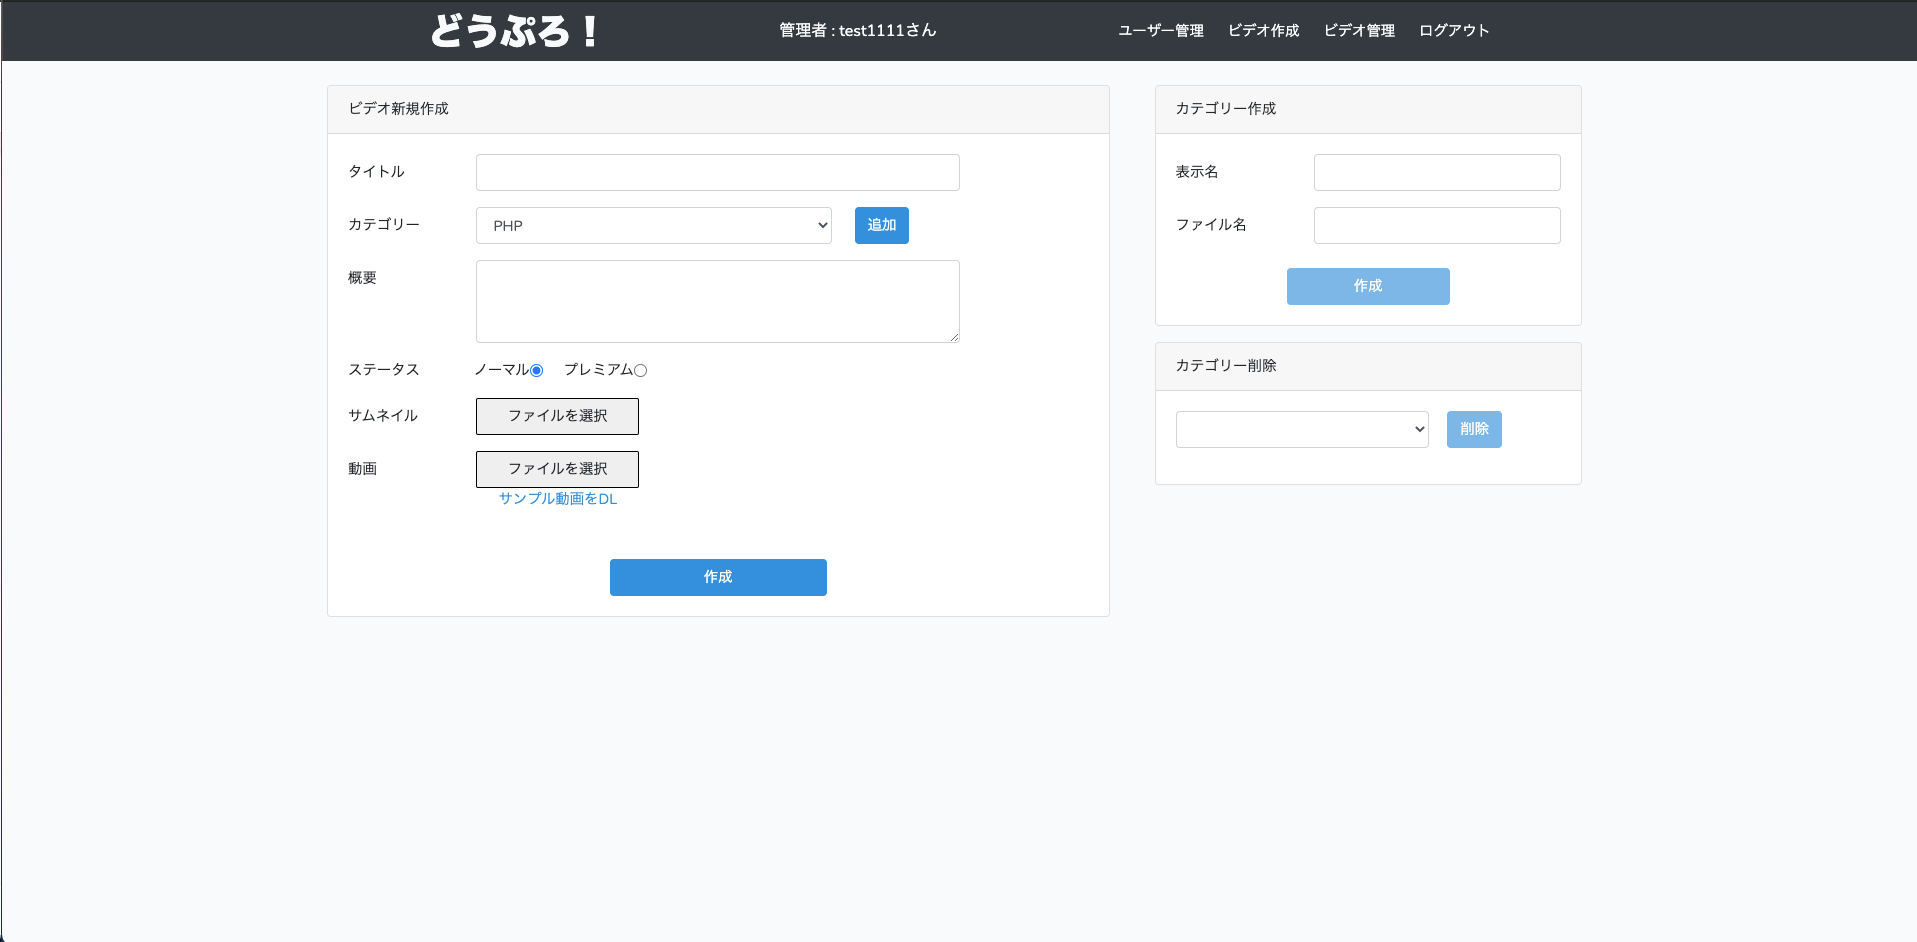 どうぷろ！
管理者 : test1111さん
ユーザー管理 ビデオ作成 ビデオ管理 ログアウト
ビデオ新規作成
タイトル
カテゴリー PHP 追加
概要
ステータス ノーマル プレミアム
サムネイル ファイルを選択
動画 ファイルを選択
サンプル動画をDL
作成
カテゴリー作成
表示名
ファイル名
作成
カテゴリー削除
削除